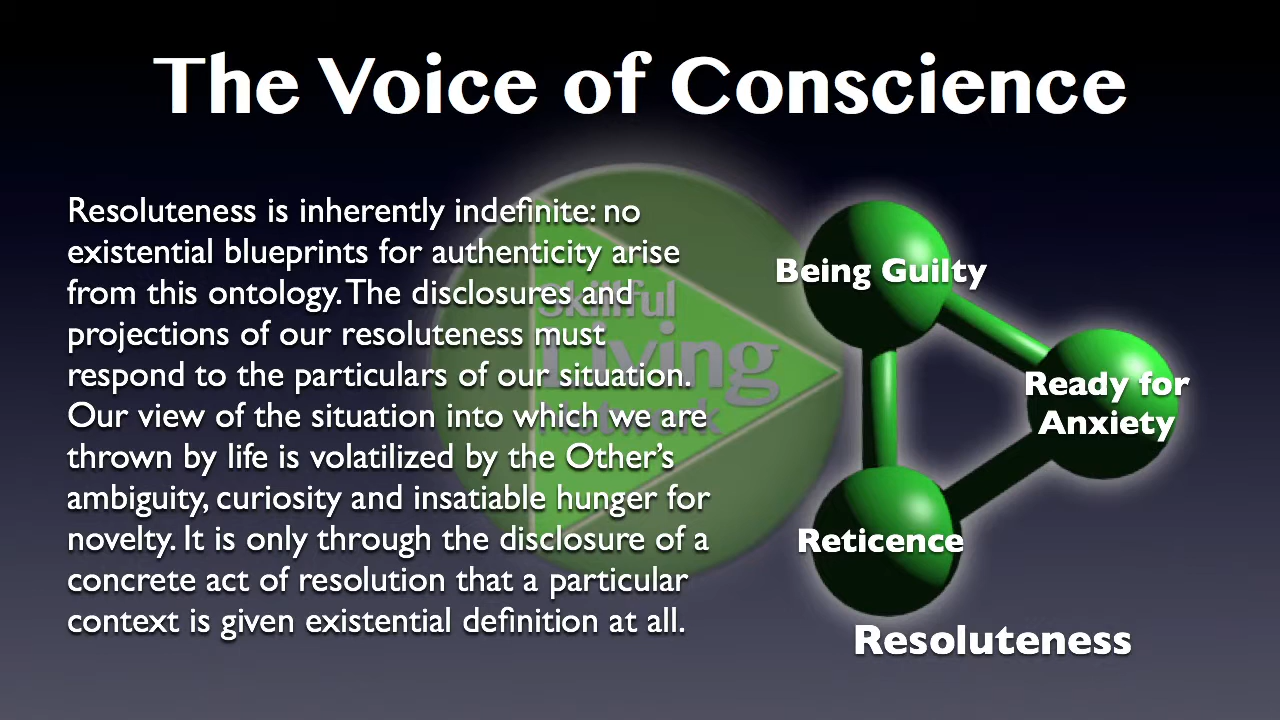 The Voice of Conscience
Resoluteness is inherently indefinite: no
existential blueprints for authenticity arise
from this ontology. The disclosures and
projections of our resoluteness must
respond to the particulars of our situation.
Our view of the situation into which we are
thrown by life is volatilized by the Other’s
ambiguity, curiosity and insatiable hunger for
novelty. It is only through the disclosure of a
concrete act of resolution that a particular
context is given existential definition at all.
Skillful
Living
Network
Being Guilty
Ready for
Anxiety
Reticence
Resoluteness